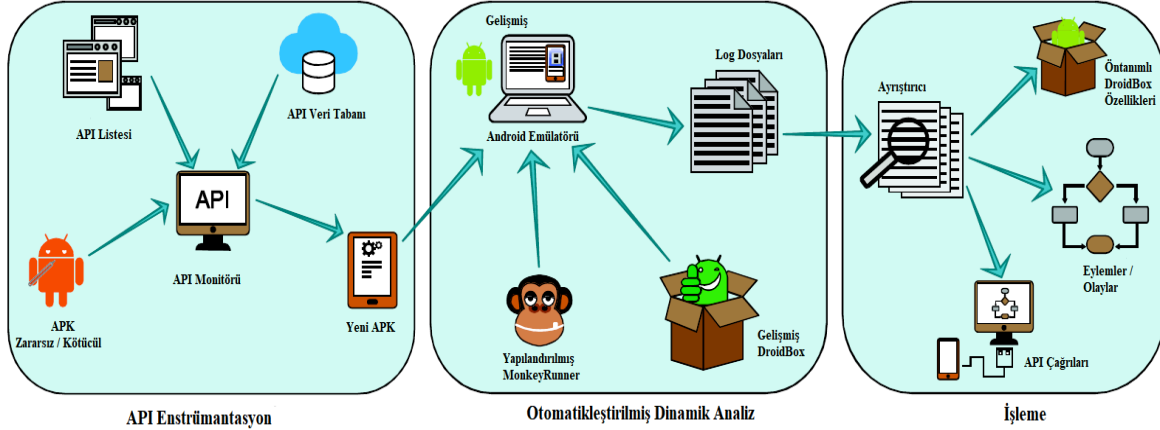 API Listesi
API Veri Tabanı
API
API Monitörü
APK
Zararsız / Kötücül
Yeni APK
API Enstrümantasyon
Gelişmiş
Android Emülatörü
Log Dosyaları
Yapılandırılmış
MonkeyRunner
Gelişmiş
DroidBox
Otomatikleştirilmiş Dinamik Analiz
Ayrıştırıcı
Öntanımlı
DroidBox
Özellikleri
Eylemler /
Olaylar
API Çağrıları
İşleme